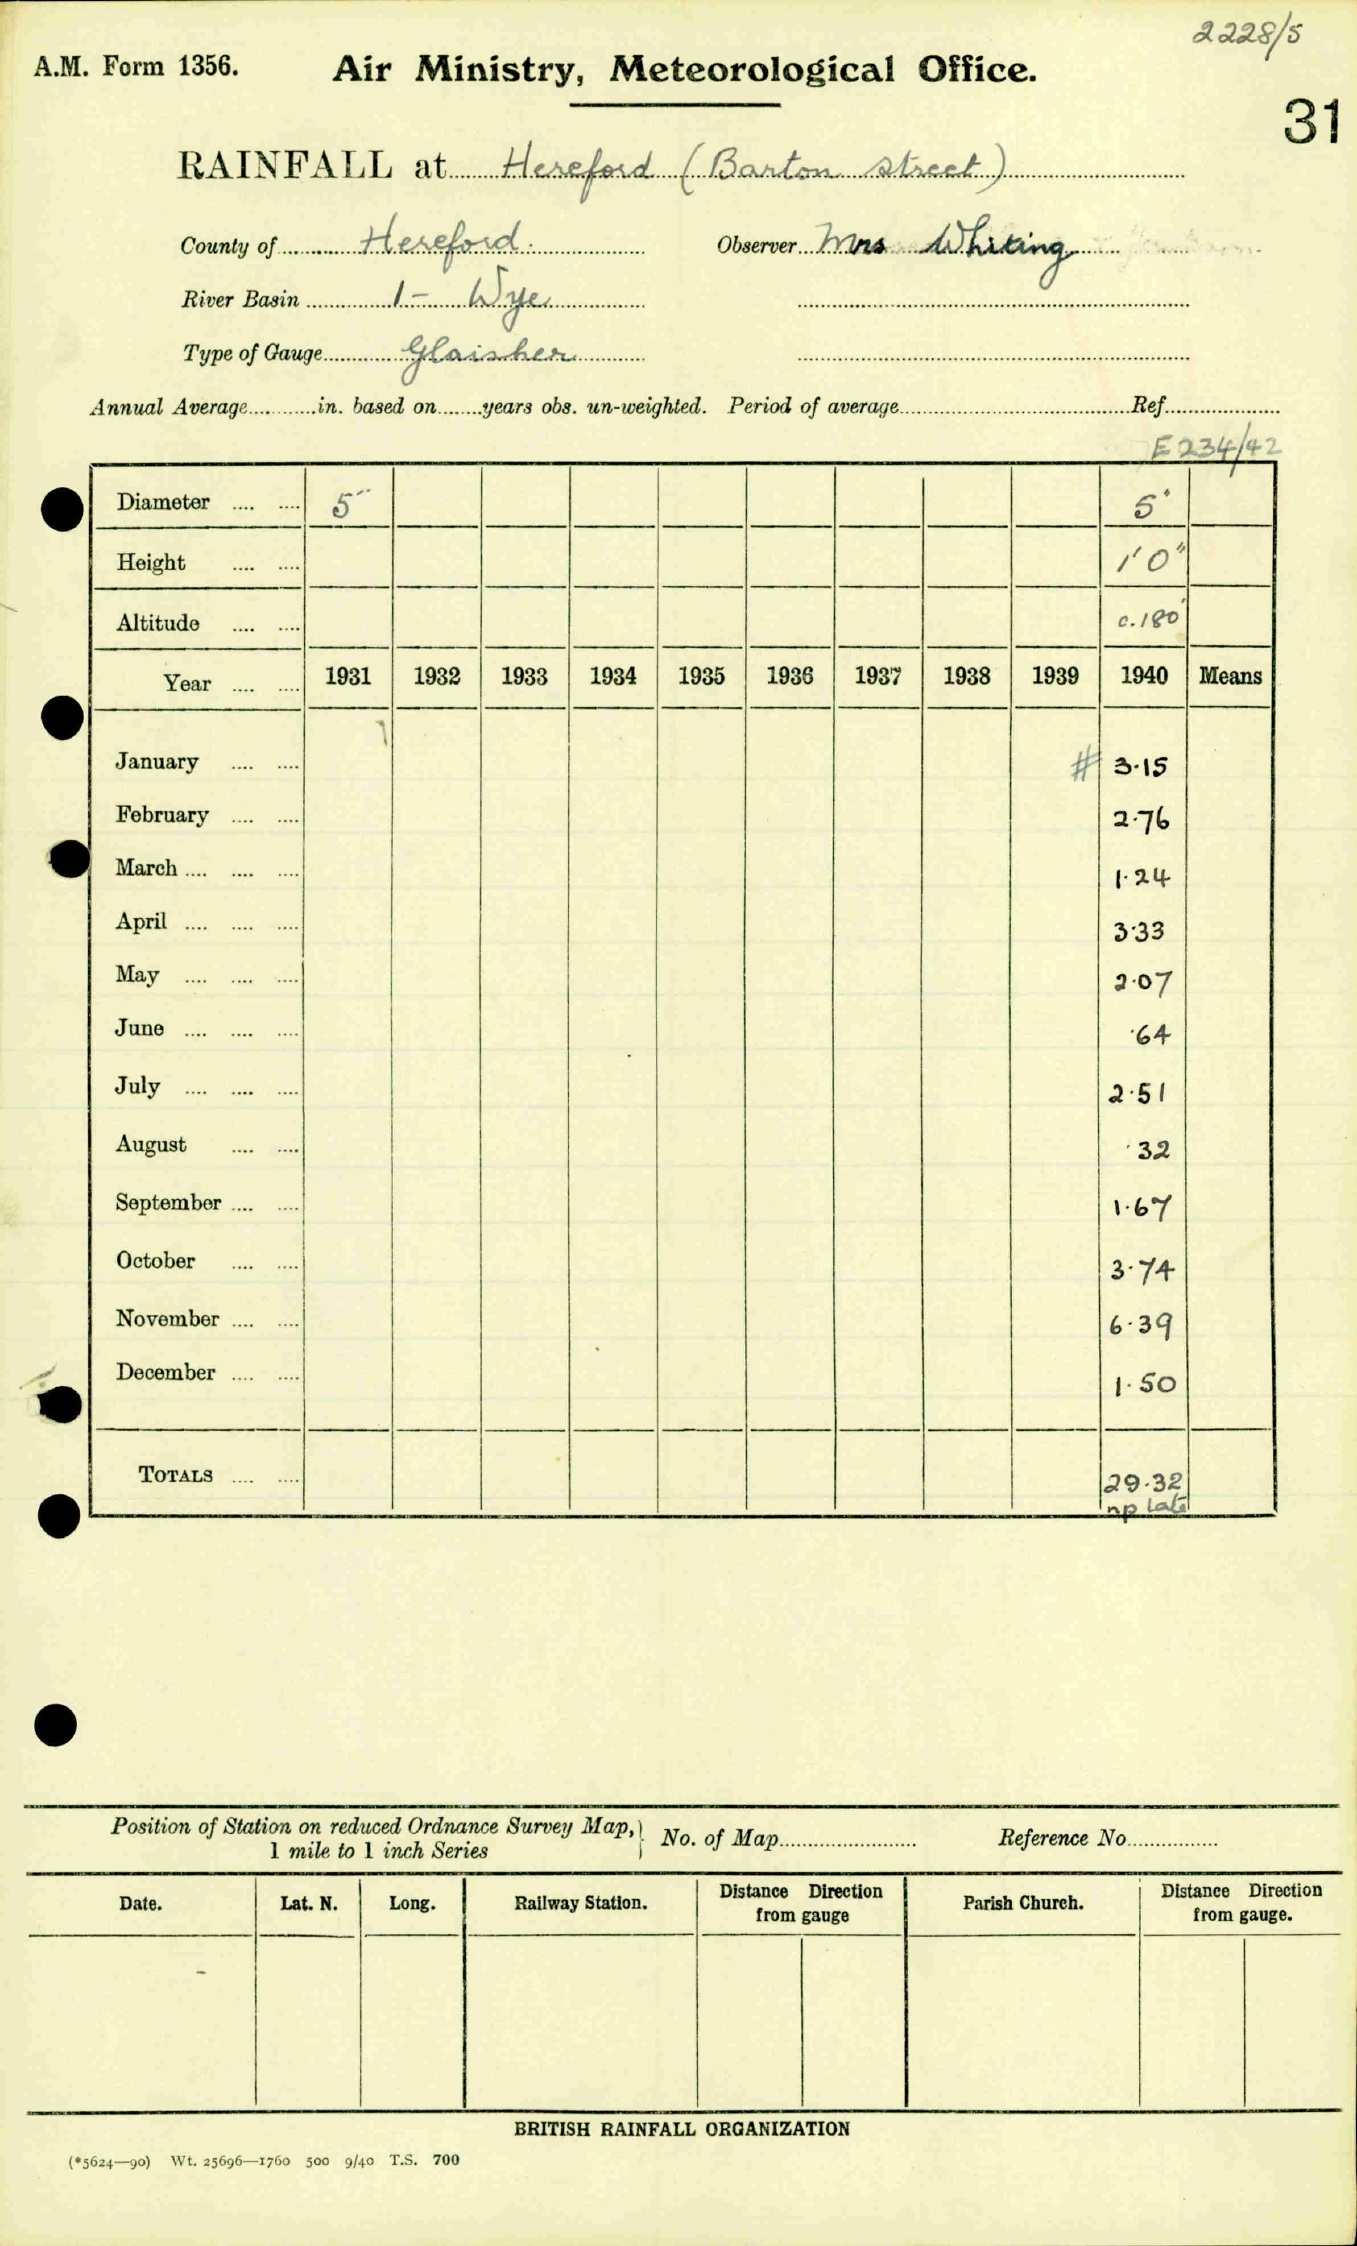 2228/5
A.M. Form 1356. Air Ministry, Meteorological Office.
31
RAINFALL at Hereford (Barton Street)
County of Hereford. Observer Mrs Whiting
River Basin 1- Wye
Type of Gauge Glaisher
Annual Average in. based on years obs. un-weighted. Period of average Ref.
E234/42
Diameter 5" 5"
Height 1'0"
Altitude c.180'
Year 1931 1932 1933 1934 1935 1936 1937 1938 1939 1940 Means
January # 3·15
February 2·76
March 1·24
April 3·33
May 2·07
June ·64
July 2·51
August ·32
September 1·67
October 3·74
November 6·39
December 1·50
TOTALS 29·32
np late
Position of Station on reduced Ordnance Survey Map, 1 mile to 1 inch Series } No. of Map Reference No.
Date. Lat. N. Long. Railway Station. Distance Direction from gauge Parish Church. Distance Direction from gauge.
BRITISH RAINFALL ORGANIZATION
(*5624—90) Wt. 25696—1760 500 9/40 T.S. 700